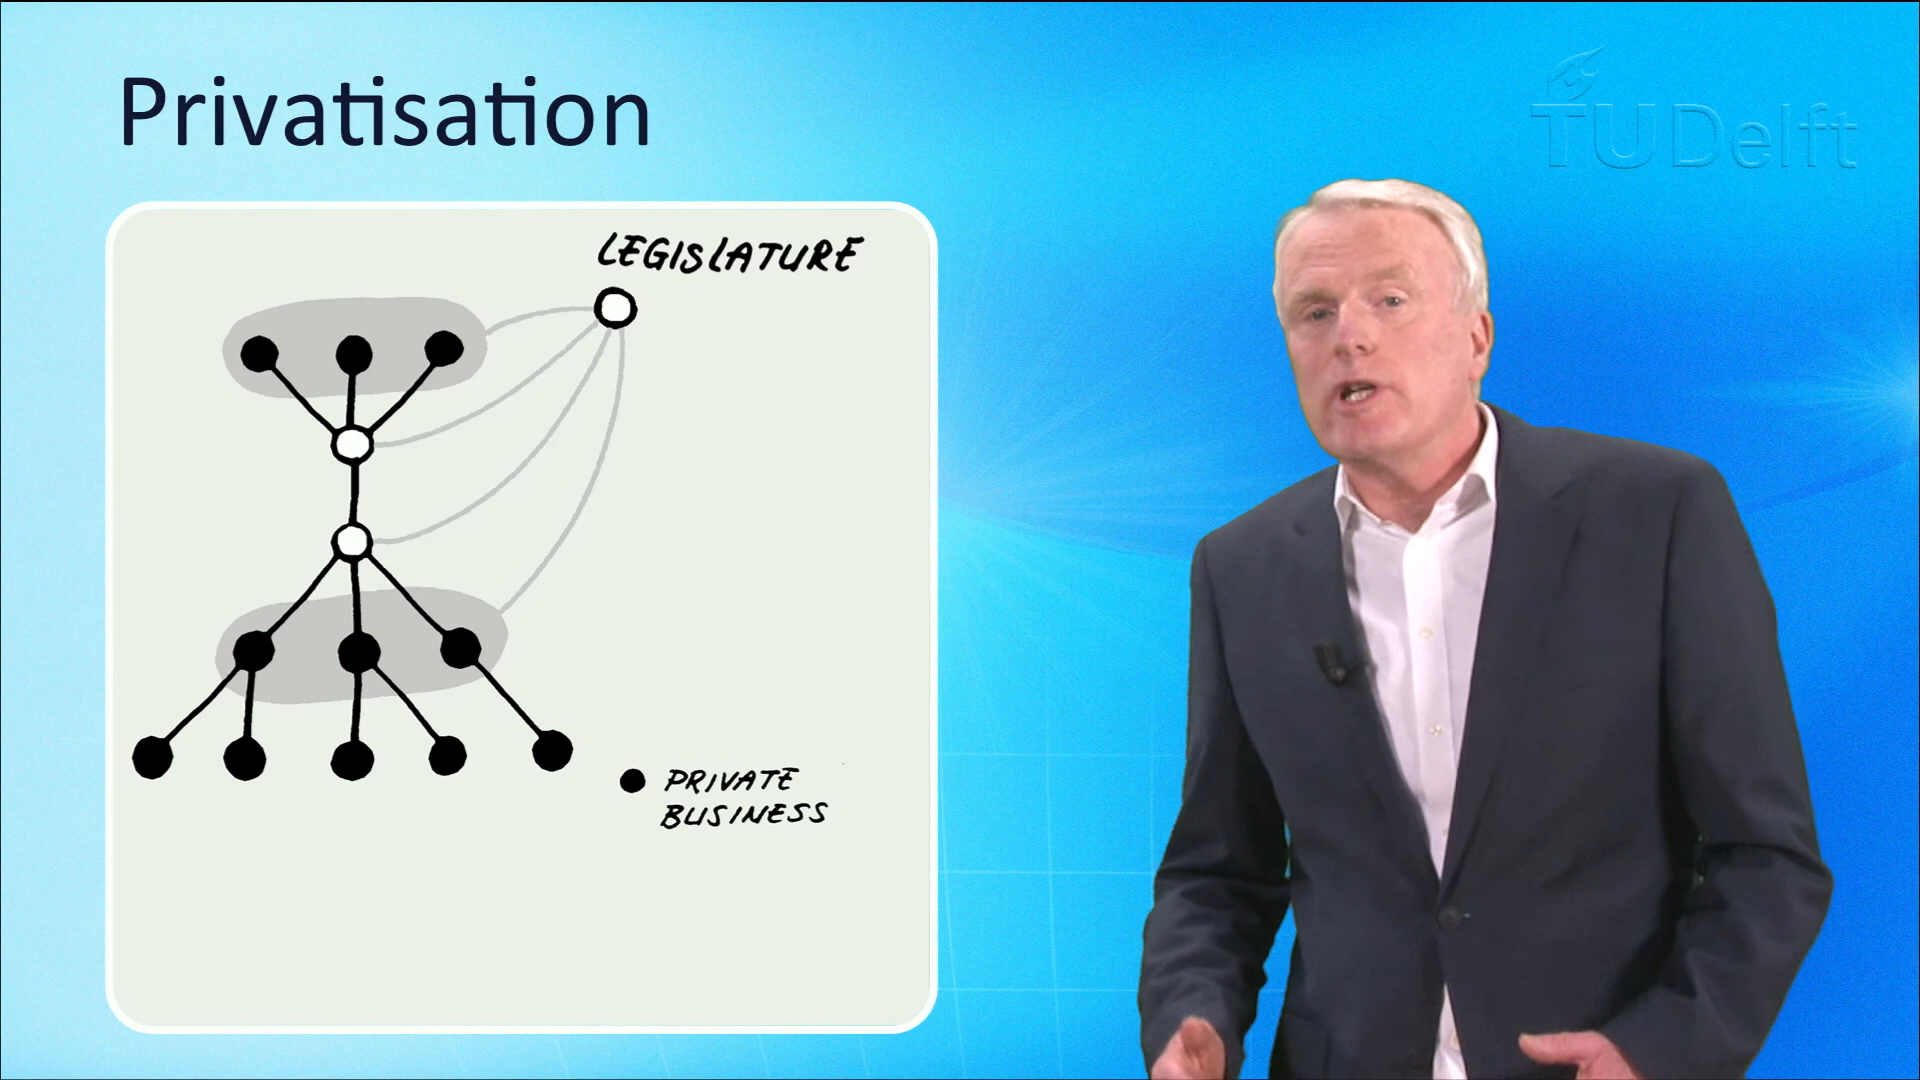 Privatisation
TUDelft
LEGISLATURE
PRIVATE
BUSINESS